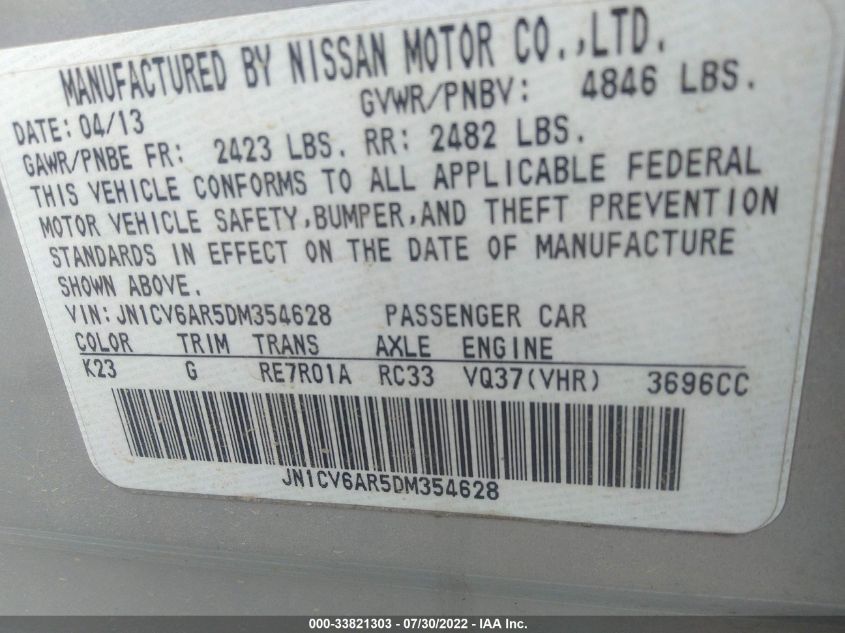 MANUFACTURED BY NISSAN MOTOR CO.,LTD.
DATE: 04/13 GVWR/PNBV: 4846 LBS.
GAWR/PNBE FR: 2423 LBS. RR: 2482 LBS.
THIS VEHICLE CONFORMS TO ALL APPLICABLE FEDERAL
MOTOR VEHICLE SAFETY,BUMPER,AND THEFT PREVENTION
STANDARDS IN EFFECT ON THE DATE OF MANUFACTURE
SHOWN ABOVE.
VIN: JN1CV6AR5DM354628 PASSENGER CAR
COLOR TRIM TRANS AXLE ENGINE
K23 G RE7R01A RC33 VQ37(VHR) 3696CC
JN1CV6AR5DM354628
000-33821303 - 07/30/2022 - IAA Inc.